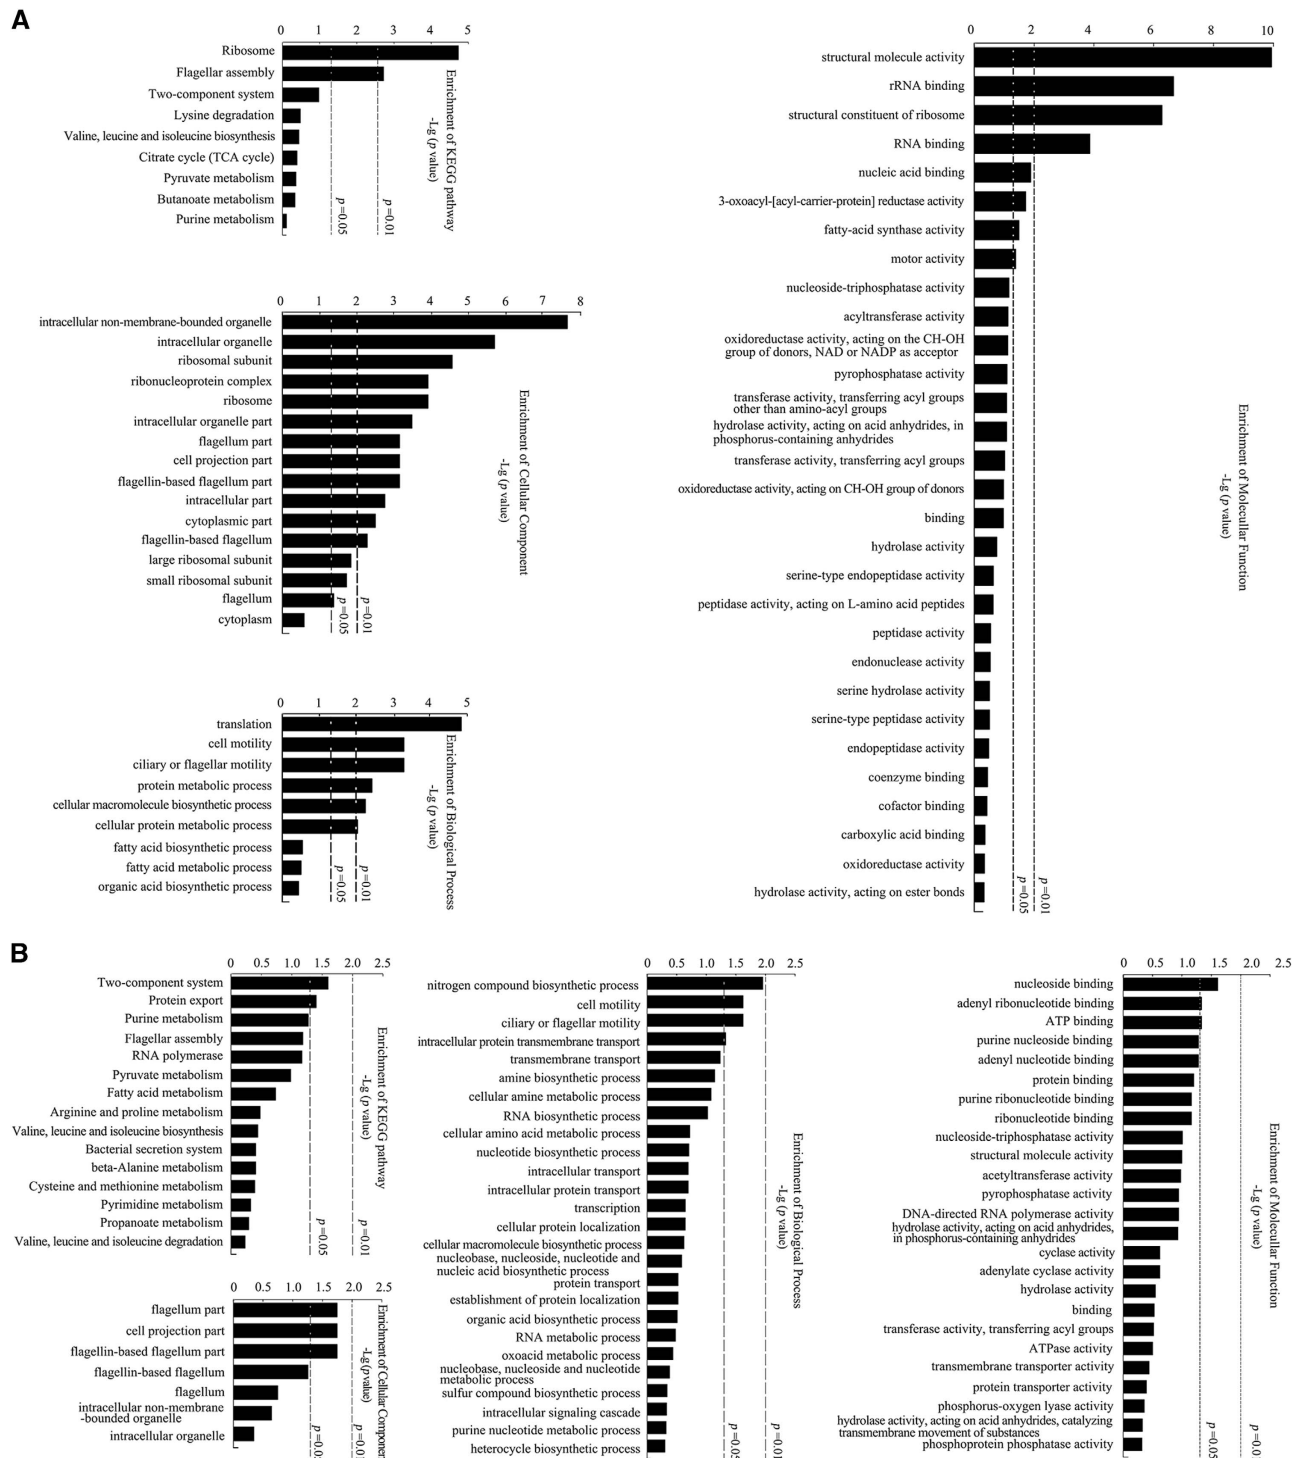 A
0 1 2 3 4 5
Ribosome
Flagellar assembly
Two-component system
Lysine degradation
Valine, leucine and isoleucine biosynthesis
Citrate cycle (TCA cycle)
Pyruvate metabolism
Butanoate metabolism
Purine metabolism
p =0.05
p =0.01
Enrichment of KEGG pathway
-Lg (p value)
0 1 2 3 4 5 6 7 8
intracellular non-membrane-bounded organelle
intracellular organelle
ribosomal subunit
ribonucleoprotein complex
ribosome
intracellular organelle part
flagellum part
cell projection part
flagellin-based flagellum part
intracellular part
cytoplasmic part
flagellin-based flagellum
large ribosomal subunit
small ribosomal subunit
flagellum
cytoplasm
p =0.05
p =0.01
Enrichment of Cellular Component
-Lg (p value)
0 1 2 3 4 5
translation
cell motility
ciliary or flagellar motility
protein metabolic process
cellular macromolecule biosynthetic process
cellular protein metabolic process
fatty acid biosynthetic process
fatty acid metabolic process
organic acid biosynthetic process
p =0.05
p =0.01
Enrichment of Biological Process
-Lg (p value)
0 2 4 6 8 10
structural molecule activity
rRNA binding
structural constituent of ribosome
RNA binding
nucleic acid binding
3-oxoacyl-[acyl-carrier-protein] reductase activity
fatty-acid synthase activity
motor activity
nucleoside-triphosphatase activity
acyltransferase activity
oxidoreductase activity, acting on the CH-OH
group of donors, NAD or NADP as acceptor
pyrophosphatase activity
transferase activity, transferring acyl groups
other than amino-acyl groups
hydrolase activity, acting on acid anhydrides, in
phosphorus-containing anhydrides
transferase activity, transferring acyl groups
oxidoreductase activity, acting on CH-OH group of donors
binding
hydrolase activity
serine-type endopeptidase activity
peptidase activity, acting on L-amino acid peptides
peptidase activity
endonuclease activity
serine hydrolase activity
serine-type peptidase activity
endopeptidase activity
coenzyme binding
cofactor binding
carboxylic acid binding
oxidoreductase activity
hydrolase activity, acting on ester bonds
p =0.05
p =0.01
Enrichment of Molecullar Function
-Lg (p value)
B
0 0.5 1.0 1.5 2.0 2.5
Two-component system
Protein export
Purine metabolism
Flagellar assembly
RNA polymerase
Pyruvate metabolism
Fatty acid metabolism
Arginine and proline metabolism
Valine, leucine and isoleucine biosynthesis
Bacterial secretion system
beta-Alanine metabolism
Cysteine and methionine metabolism
Pyrimidine metabolism
Propanoate metabolism
Valine, leucine and isoleucine degradation
p =0.05
p =0.01
Enrichment of KEGG pathway
-Lg (p value)
0 0.5 1.0 1.5 2.0 2.5
flagellum part
cell projection part
flagellin-based flagellum part
flagellin-based flagellum
flagellum
intracellular non-membrane
-bounded organelle
intracellular organelle
Enrichment of Cellular Component
-Lg (p value)
0 0.5 1.0 1.5 2.0 2.5
nitrogen compound biosynthetic process
cell motility
ciliary or flagellar motility
intracellular protein transmembrane transport
transmembrane transport
amine biosynthetic process
cellular amine metabolic process
RNA biosynthetic process
cellular amino acid metabolic process
nucleotide biosynthetic process
intracellular transport
intracellular protein transport
transcription
cellular protein localization
cellular macromolecule biosynthetic process
nucleobase, nucleoside, nucleotide and
nucleic acid biosynthetic process
protein transport
establishment of protein localization
organic acid biosynthetic process
RNA metabolic process
oxoacid metabolic process
nucleobase, nucleoside and nucleotide
metabolic process
sulfur compound biosynthetic process
intracellular signaling cascade
purine nucleotide metabolic process
heterocycle biosynthetic process
p =0.05
p =0.01
Enrichment of Biological Process
-Lg (p value)
0 0.5 1.0 1.5 2.0 2.5
nucleoside binding
adenyl ribonucleotide binding
ATP binding
purine nucleoside binding
adenyl nucleotide binding
protein binding
purine ribonucleotide binding
ribonucleotide binding
nucleoside-triphosphatase activity
structural molecule activity
acetyltransferase activity
pyrophosphatase activity
DNA-directed RNA polymerase activity
hydrolase activity, acting on acid anhydrides,
in phosphorus-containing anhydrides
cyclase activity
adenylate cyclase activity
hydrolase activity
binding
transferase activity, transferring acyl groups
ATPase activity
transmembrane transporter activity
protein transporter activity
phosphorus-oxygen lyase activity
hydrolase activity, acting on acid anhydrides, catalyzing
transmembrane movement of substances
phosphoprotein phosphatase activity
p =0.05
Enrichment of Molecullar Function
-Lg (p value)